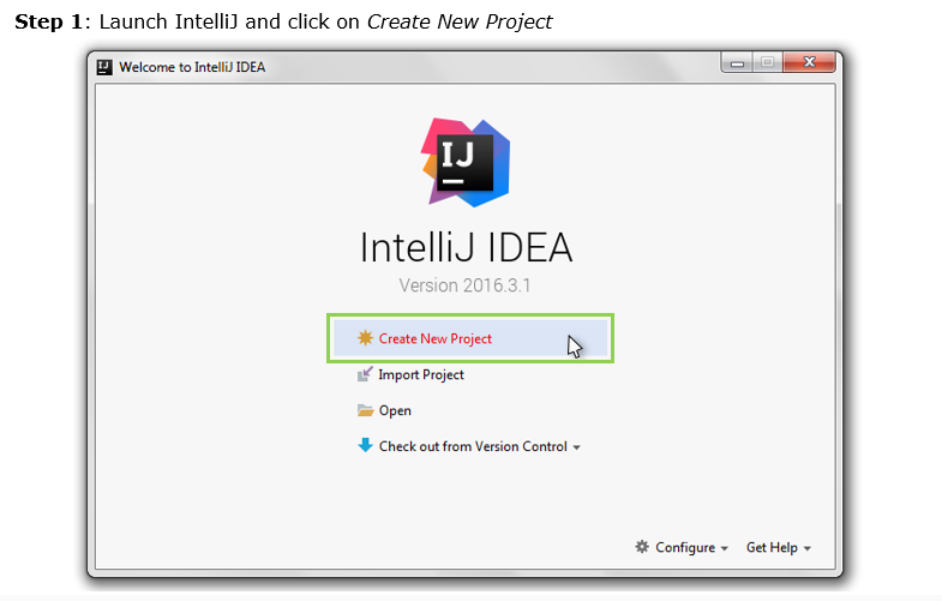 Step 1: Launch IntelliJ and click on Create New Project
Welcome to IntelliJ IDEA
IJ
IntelliJ IDEA
Version 2016.3.1
Create New Project
Import Project
Open
Check out from Version Control
Configure
Get Help